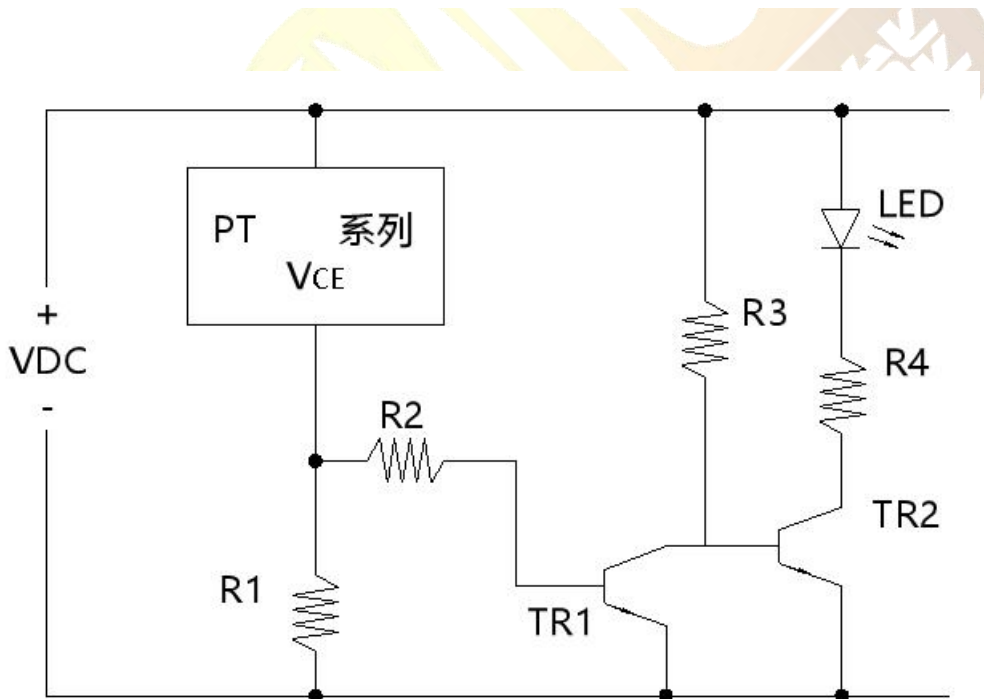 PT 系列
VCE
+
VDC
-
R1
R2
R3
LED
R4
TR1
TR2